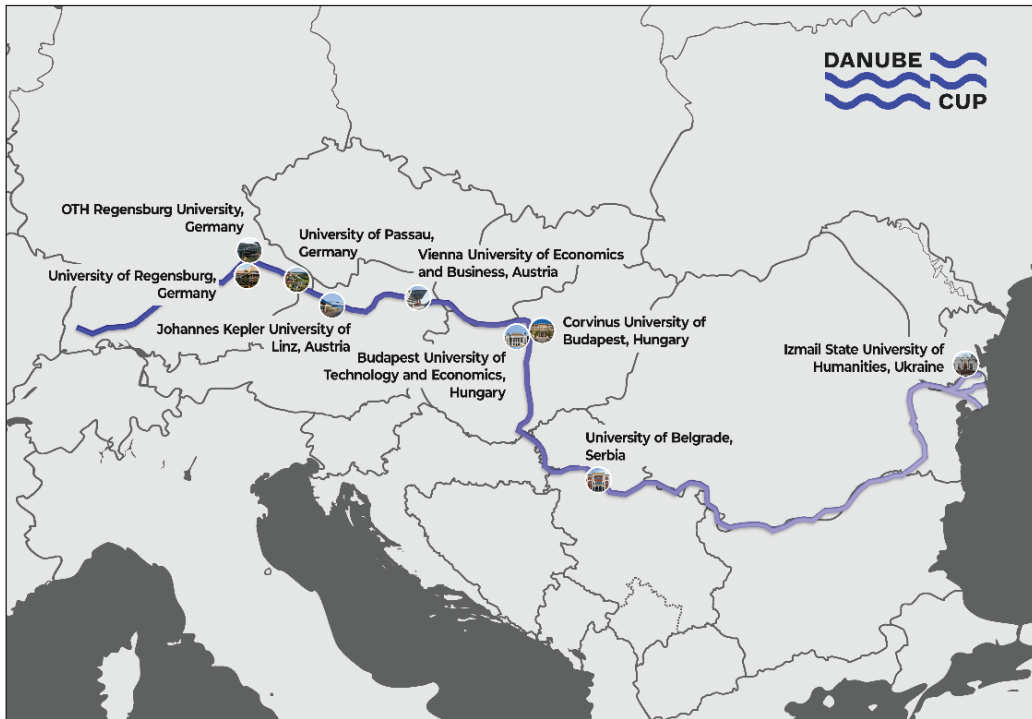 DANUBE
CUP
OTH Regensburg University,
Germany
University of Passau,
Germany
Vienna University of Economics
and Business, Austria
University of Regensburg,
Germany
Johannes Kepler University of
Linz, Austria
Budapest University of
Technology and Economics,
Hungary
Corvinus University of
Budapest, Hungary
Izmail State University of
Humanities, Ukraine
University of Belgrade,
Serbia